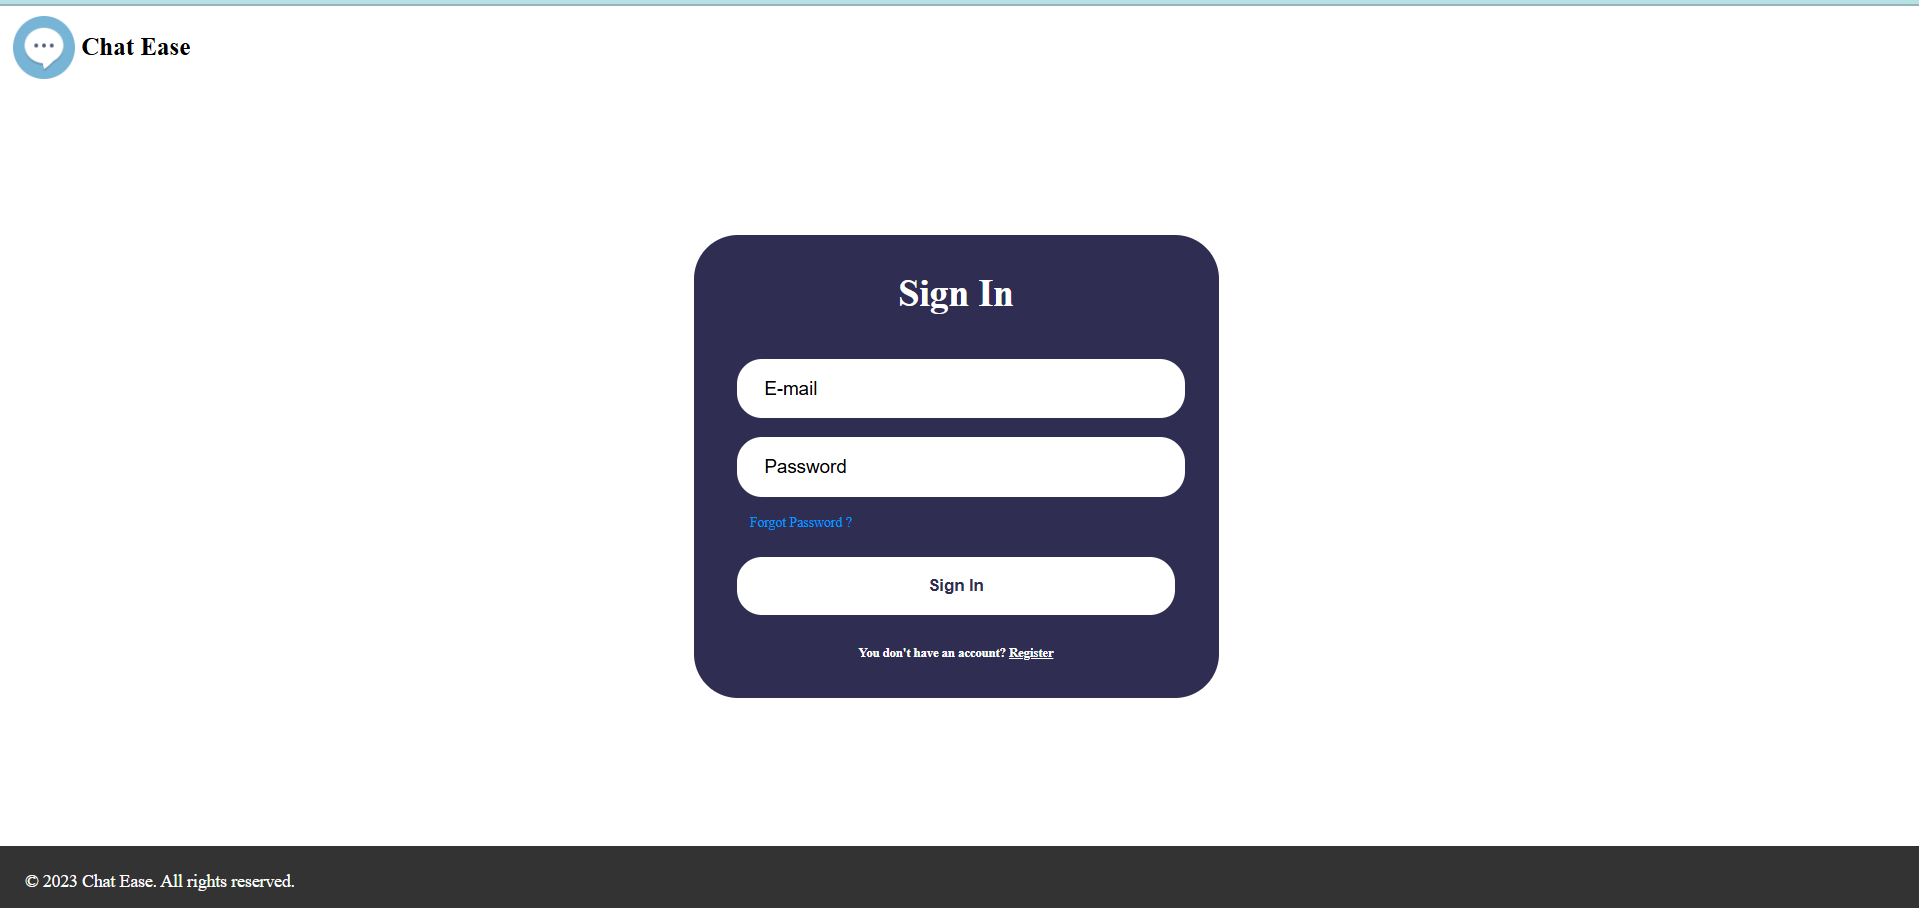 Chat Ease
Sign In
E-mail
Password
Forgot Password ?
Sign In
You don't have an account? Register
© 2023 Chat Ease. All rights reserved.